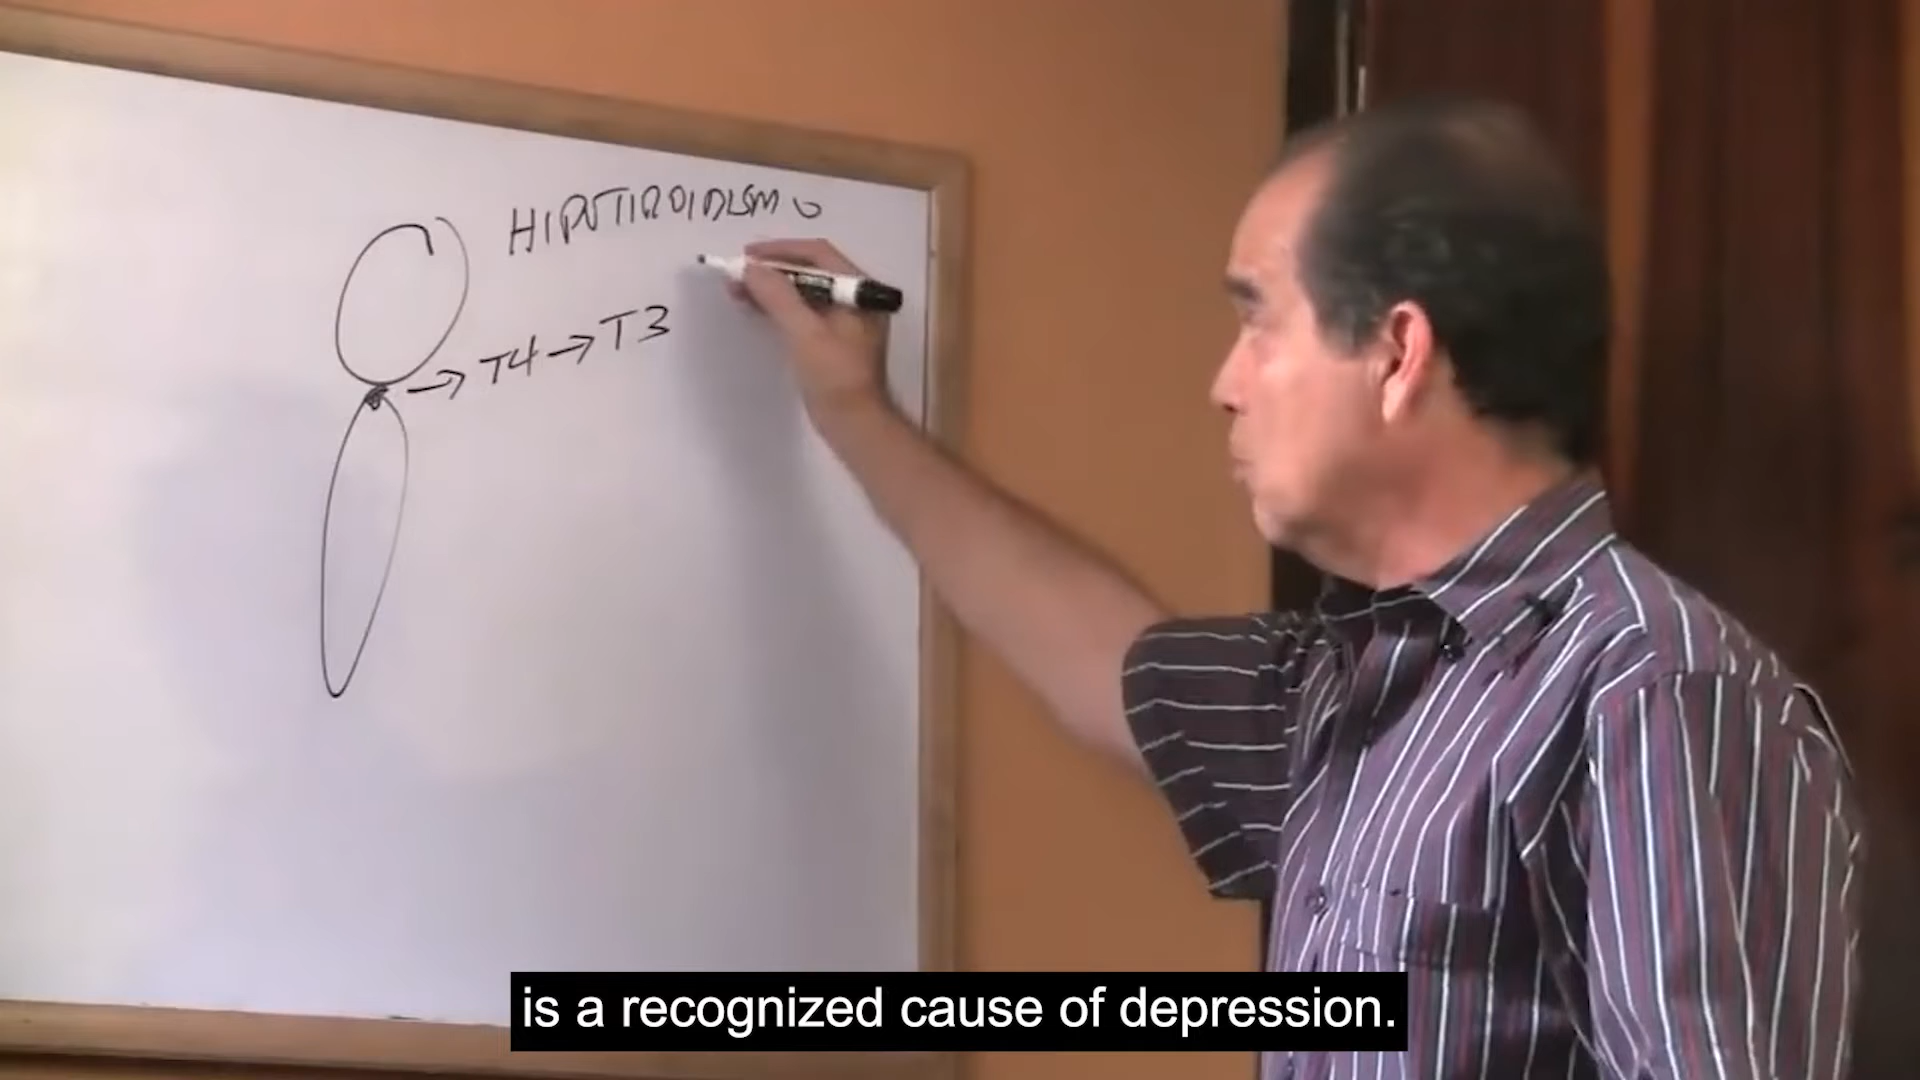 HIPOTIROIDISMO
→ T4 → T3
is a recognized cause of depression.